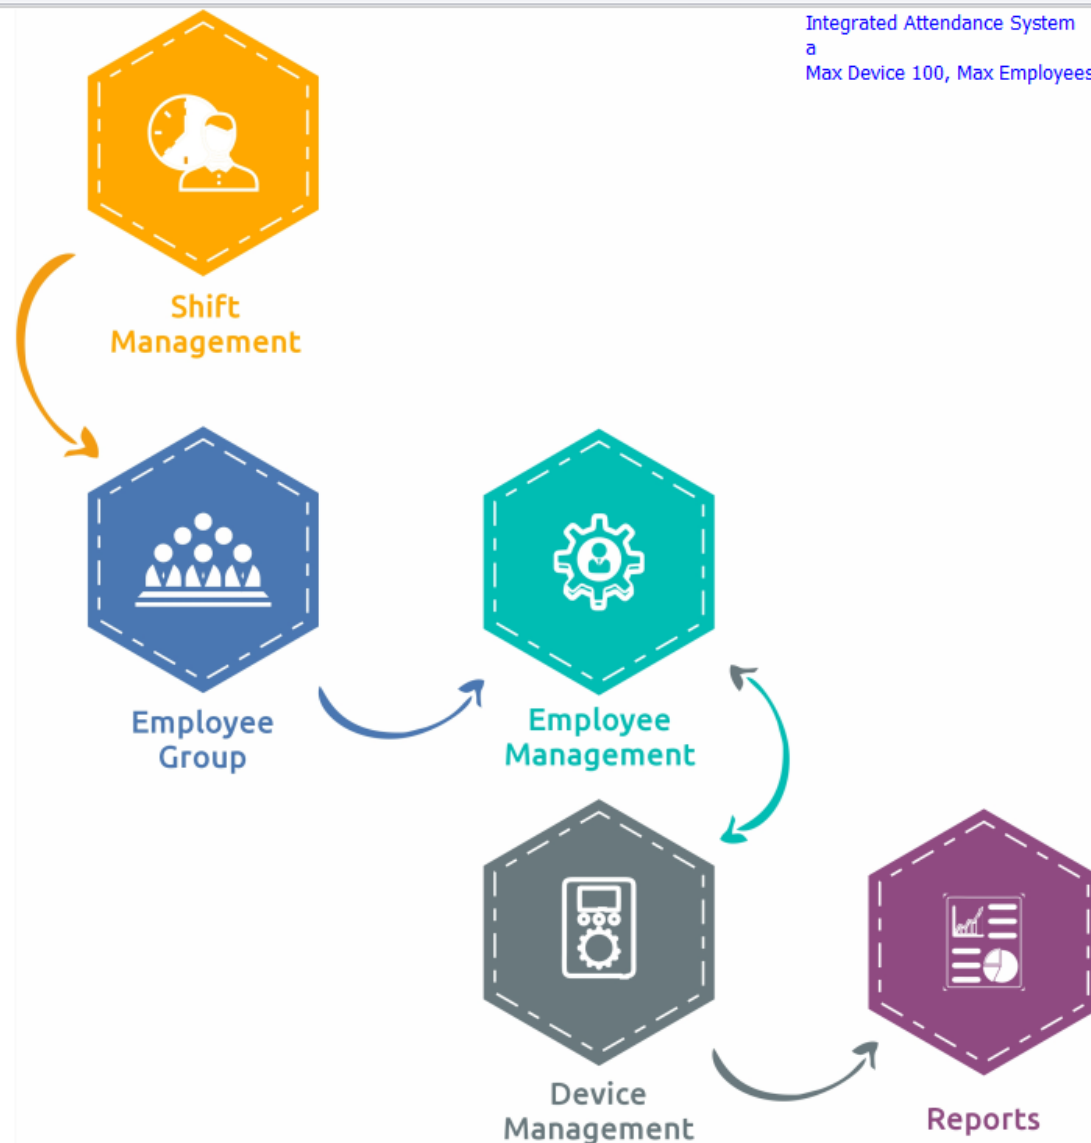 Integrated Attendance System
a
Max Device 100, Max Employees
Shift
Management
Employee
Group
Employee
Management
Device
Management
Reports